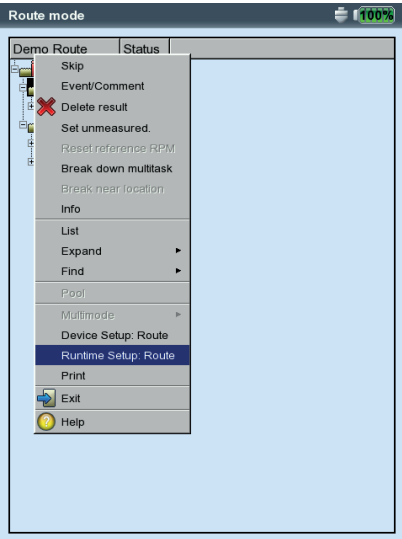 Route mode
100%
Demo Route Status
Skip
Event/Comment
Delete result
Set unmeasured.
Reset reference RPM
Break down multitask
Break near location
Info
List
Expand
Find
Pool
Multimode
Device Setup: Route
Runtime Setup: Route
Print
Exit
? Help